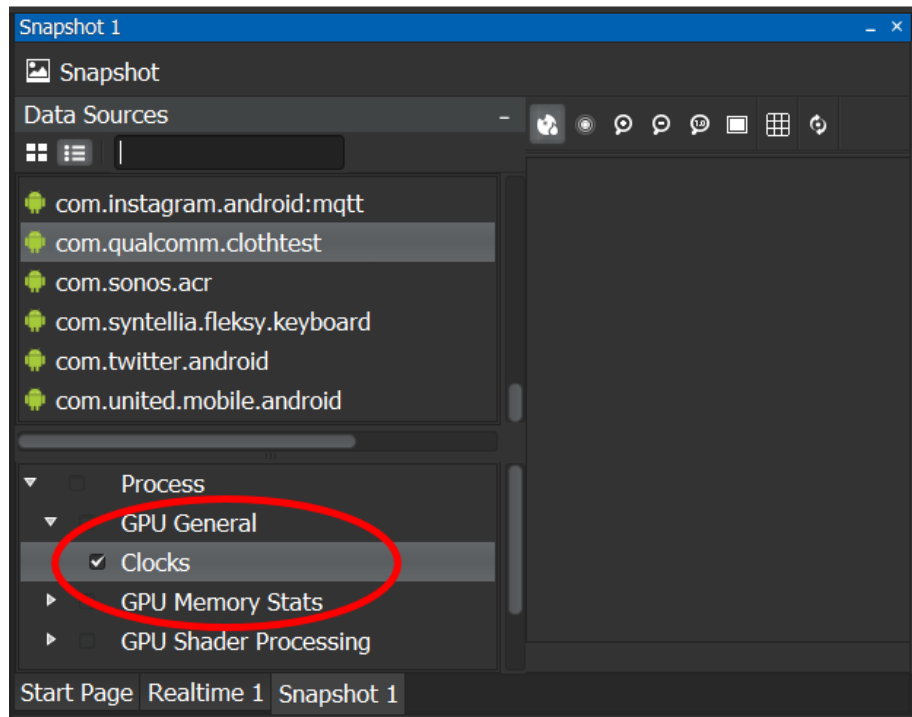 Snapshot 1
Snapshot
Data Sources
1.0
com.instagram.android:mqtt
com.qualcomm.clothtest
com.sonos.acr
com.syntellia.fleksy.keyboard
com.twitter.android
com.united.mobile.android
Process
GPU General
Clocks
GPU Memory Stats
GPU Shader Processing
Start Page Realtime 1 Snapshot 1